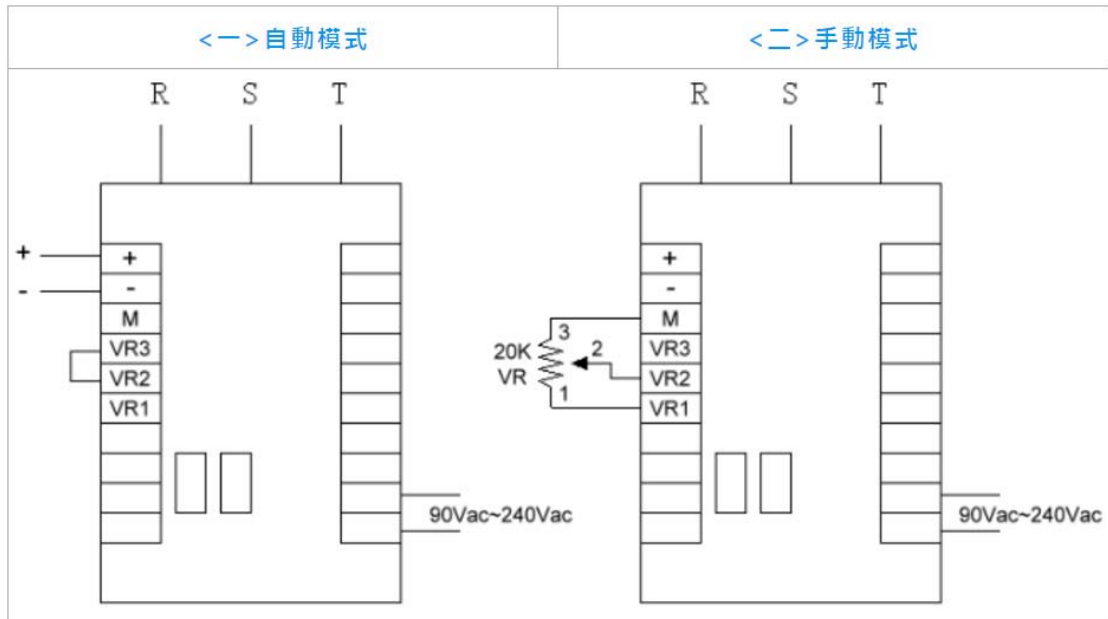 <一>自動模式
<二>手動模式
R S T
R S T
+
-
+
-
M
VR3
VR2
VR1
90Vac~240Vac
+
-
M
VR3
VR2
VR1
20K
VR
3
2
1
90Vac~240Vac